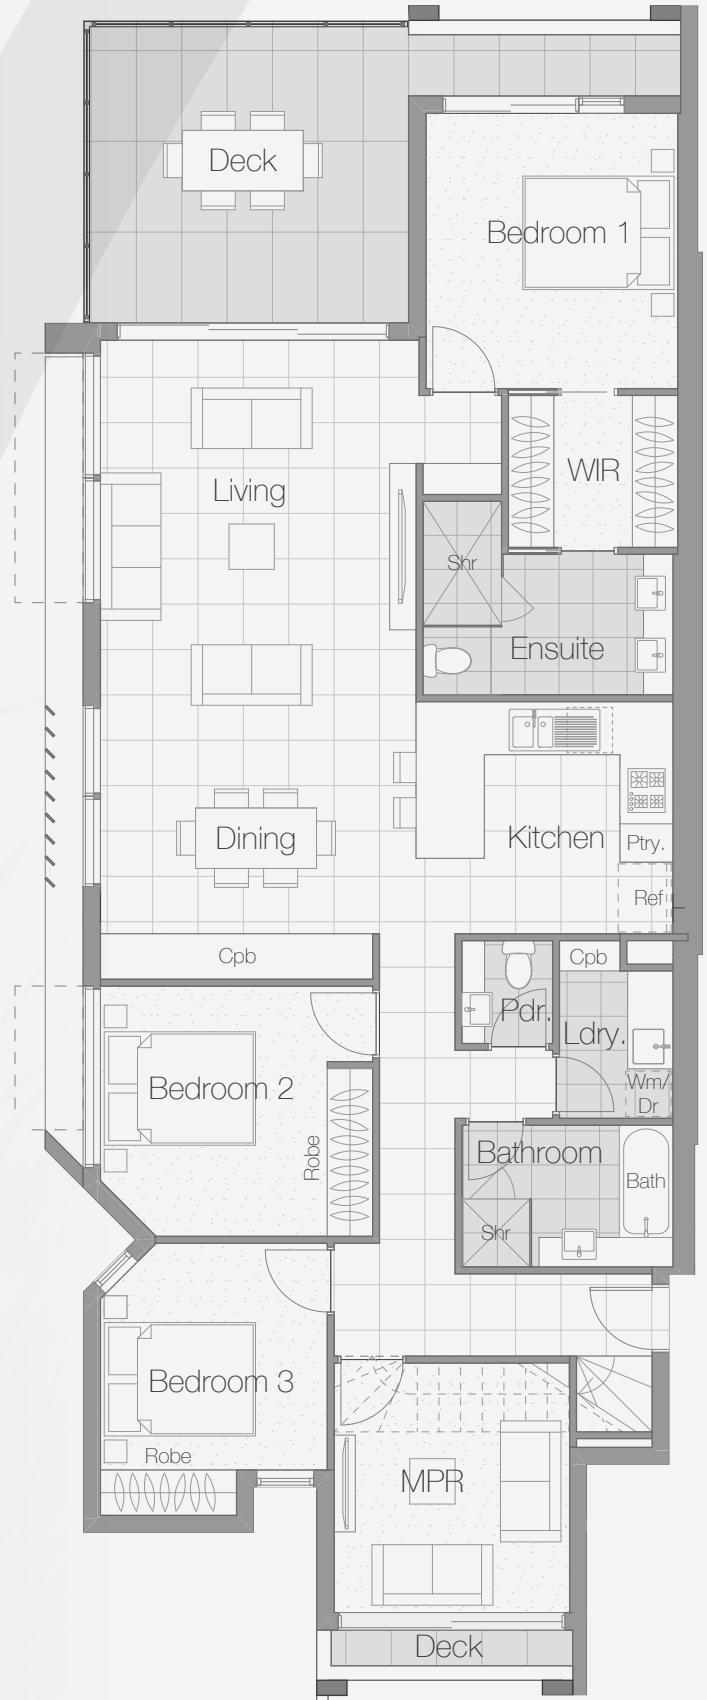 Deck
Bedroom 1
WIR
Living
Shr
Ensuite
Dining
Kitchen
Ptry.
Ref
Cpb
Cpb
Pdr.
Ldry.
Wm/
Dr
Bedroom 2
Robe
Bathroom
Bath
Shr
Bedroom 3
Robe
MPR
Deck